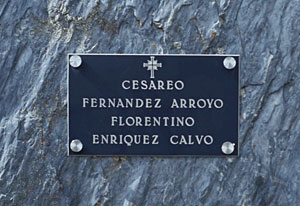 CESAREO
FERNANDEZ ARROYO
FLORENTINO
ENRIQUEZ CALVO